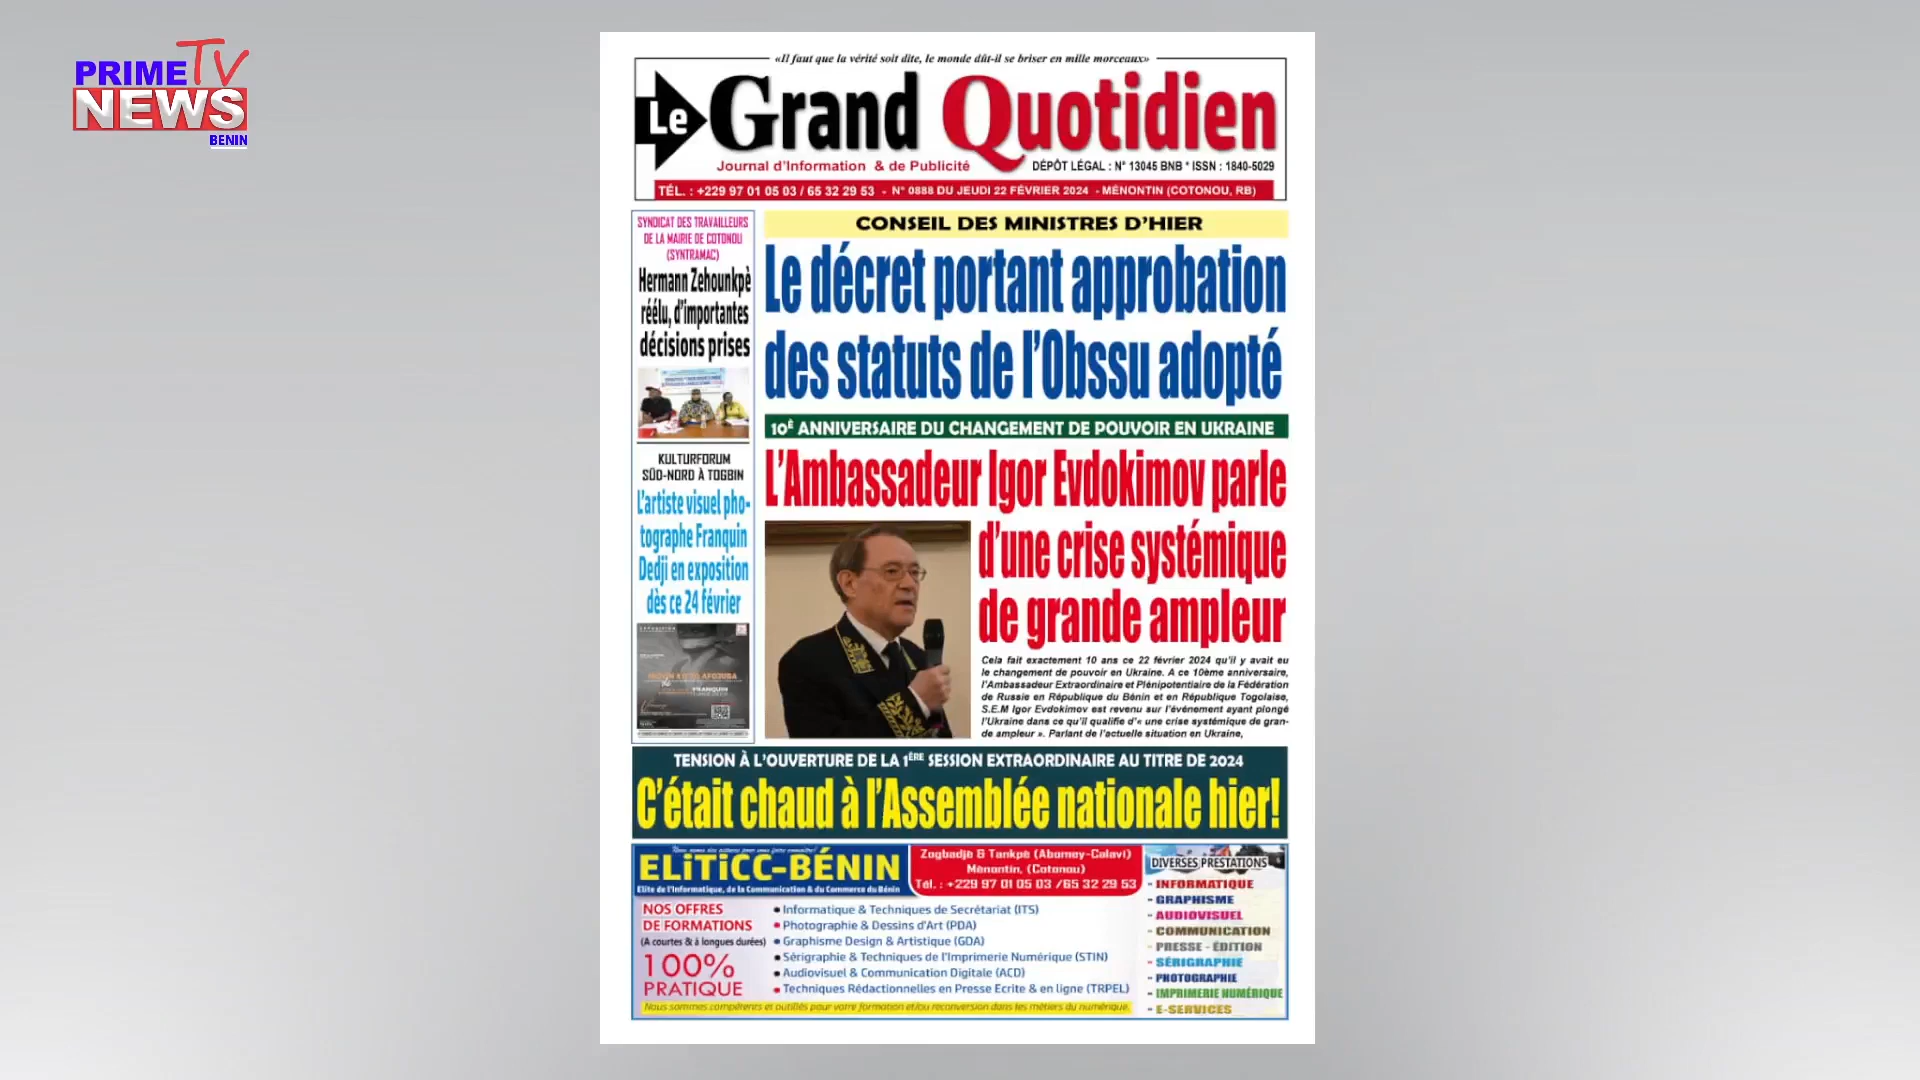 PRIME TV
NEWS
BENIN
«Il faut que la vérité soit dite, le monde dût-il se briser en mille morceaux»
Le Grand Quotidien
Journal d'Information & de Publicité
DÉPÔT LÉGAL : N° 13045 BNB * ISSN : 1840-5029
TÉL. : +229 97 01 05 03 / 65 32 29 53 - N° 0888 DU JEUDI 22 FÉVRIER 2024 - MÈNONTIN (COTONOU, RB)
SYNDICAT DES TRAVAILLEURS
DE LA MAIRIE DE COTONOU
(SYNTRAMAC)
Hermann Zehounkpè
réélu, d'importantes
décisions prises
KULTURFORUM
SÜD-NORD À TOGBIN
L'artiste visuel pho-
tographe Franquin
Dedji en exposition
dès ce 24 février
FRANQUIN
CONSEIL DES MINISTRES D'HIER
Le décret portant approbation
des statuts de l'Obssu adopté
10È ANNIVERSAIRE DU CHANGEMENT DE POUVOIR EN UKRAINE
L'Ambassadeur Igor Evdokimov parle
d'une crise systémique
de grande ampleur
Cela fait exactement 10 ans ce 22 février 2024 qu'il y avait eu
le changement de pouvoir en Ukraine. A ce 10ème anniversaire,
l'Ambassadeur Extraordinaire et Plénipotentiaire de la Fédération
de Russie en République du Bénin et en République Togolaise,
S.E.M Igor Evdokimov est revenu sur l'événement ayant plongé
l'Ukraine dans ce qu'il qualifie d'« une crise systémique de gran-
de ampleur ». Parlant de l'actuelle situation en Ukraine,
TENSION À L'OUVERTURE DE LA 1ÈRE SESSION EXTRAORDINAIRE AU TITRE DE 2024
C'était chaud à l'Assemblée nationale hier!
ELiTiCC-BÉNIN
Elite de l'Informatique, de la Communication & du Commerce du Bénin
Zogbadjè & Tankpè (Abomey-Calavi)
Mènontin, (Cotonou)
Tél. : +229 97 01 05 03 /65 32 29 53
NOS OFFRES
DE FORMATIONS
(A courtes & à longues durées)
100%
PRATIQUE
• Informatique & Techniques de Secrétariat (ITS)
• Photographie & Dessins d'Art (PDA)
• Graphisme Design & Artistique (GDA)
• Sérigraphie & Techniques de l'Imprimerie Numérique (STIN)
• Audiovisuel & Communication Digitale (ACD)
• Techniques Rédactionnelles en Presse Ecrite & en ligne (TRPEL)
Nous sommes compétents et outillés pour votre formation et/ou reconversion dans les métiers du numérique.
DIVERSES PRESTATIONS
- INFORMATIQUE
- GRAPHISME
- AUDIOVISUEL
- COMMUNICATION
- PRESSE - ÉDITION
- SÉRIGRAPHIE
- PHOTOGRAPHIE
- IMPRIMERIE NUMÉRIQUE
- E-SERVICES